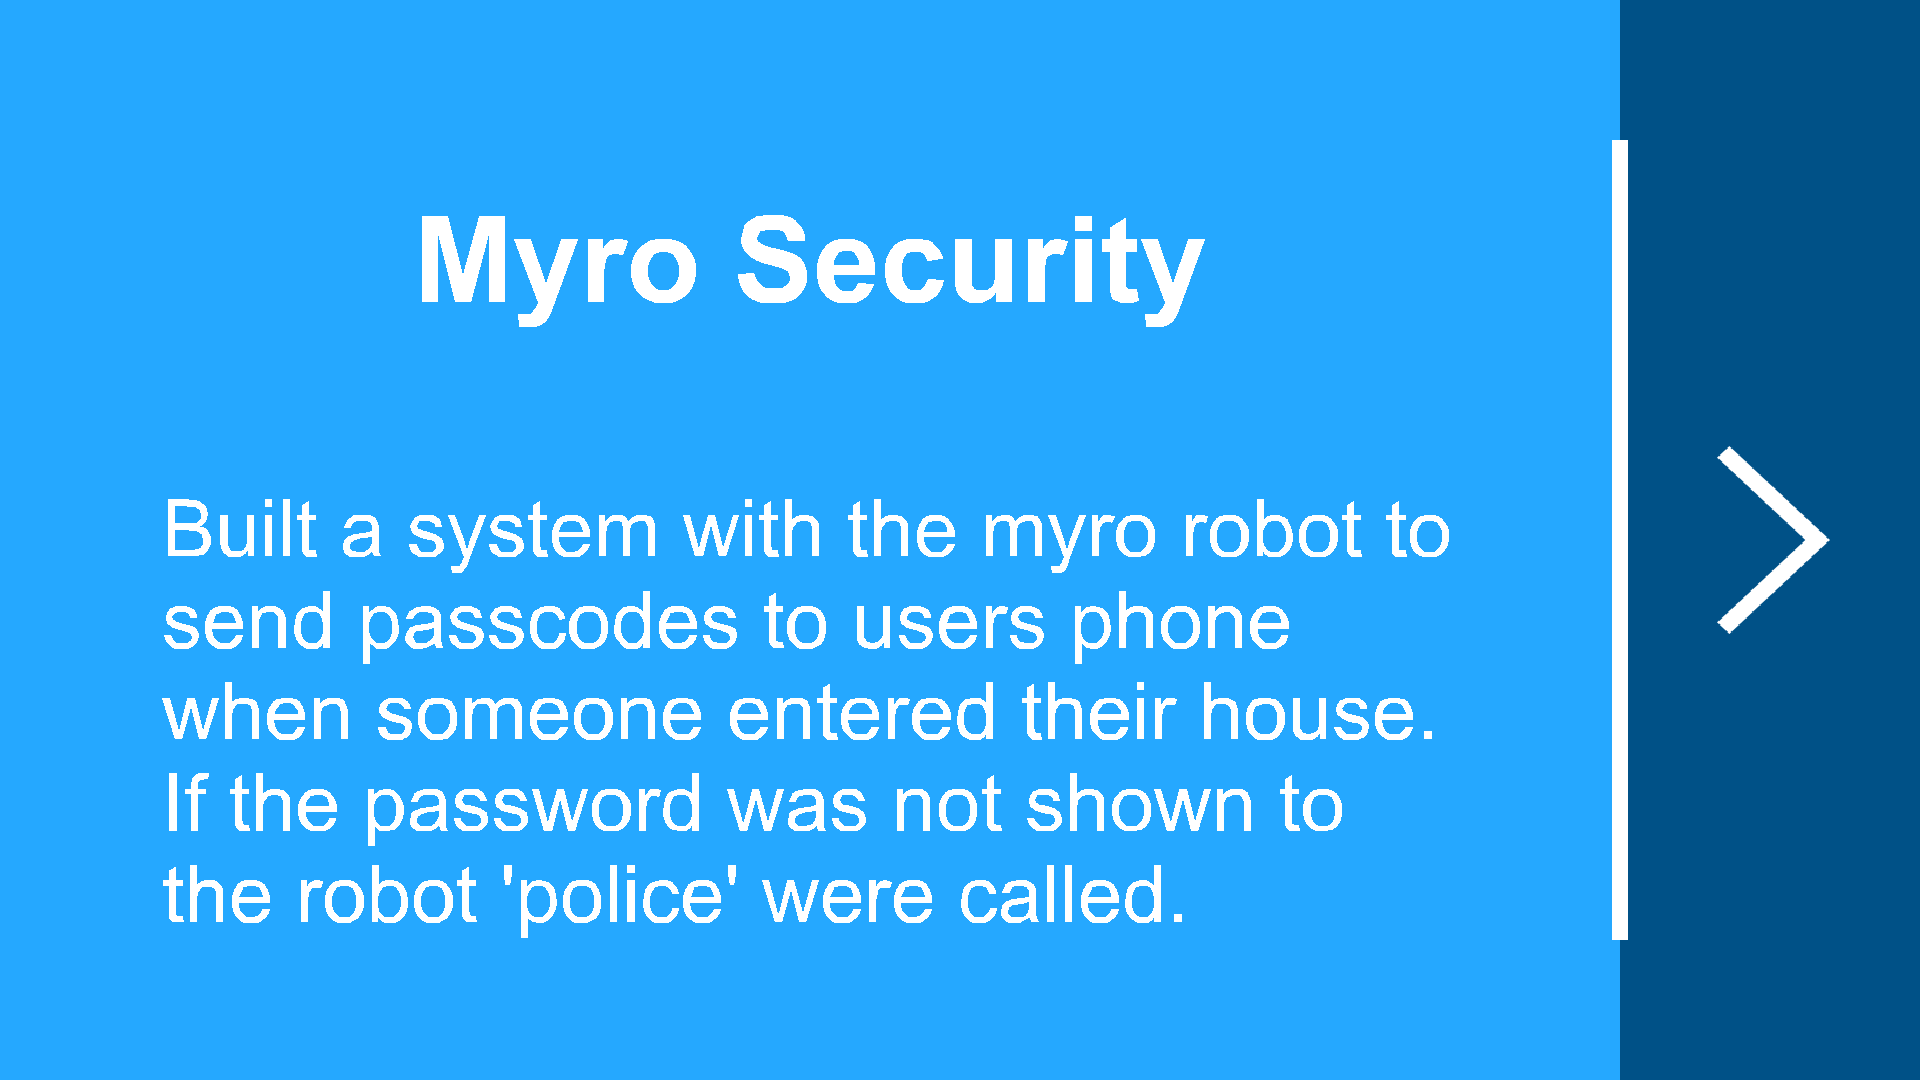 Myro Security
Built a system with the myro robot to
send passcodes to users phone
when someone entered their house.
If the password was not shown to
the robot 'police' were called.